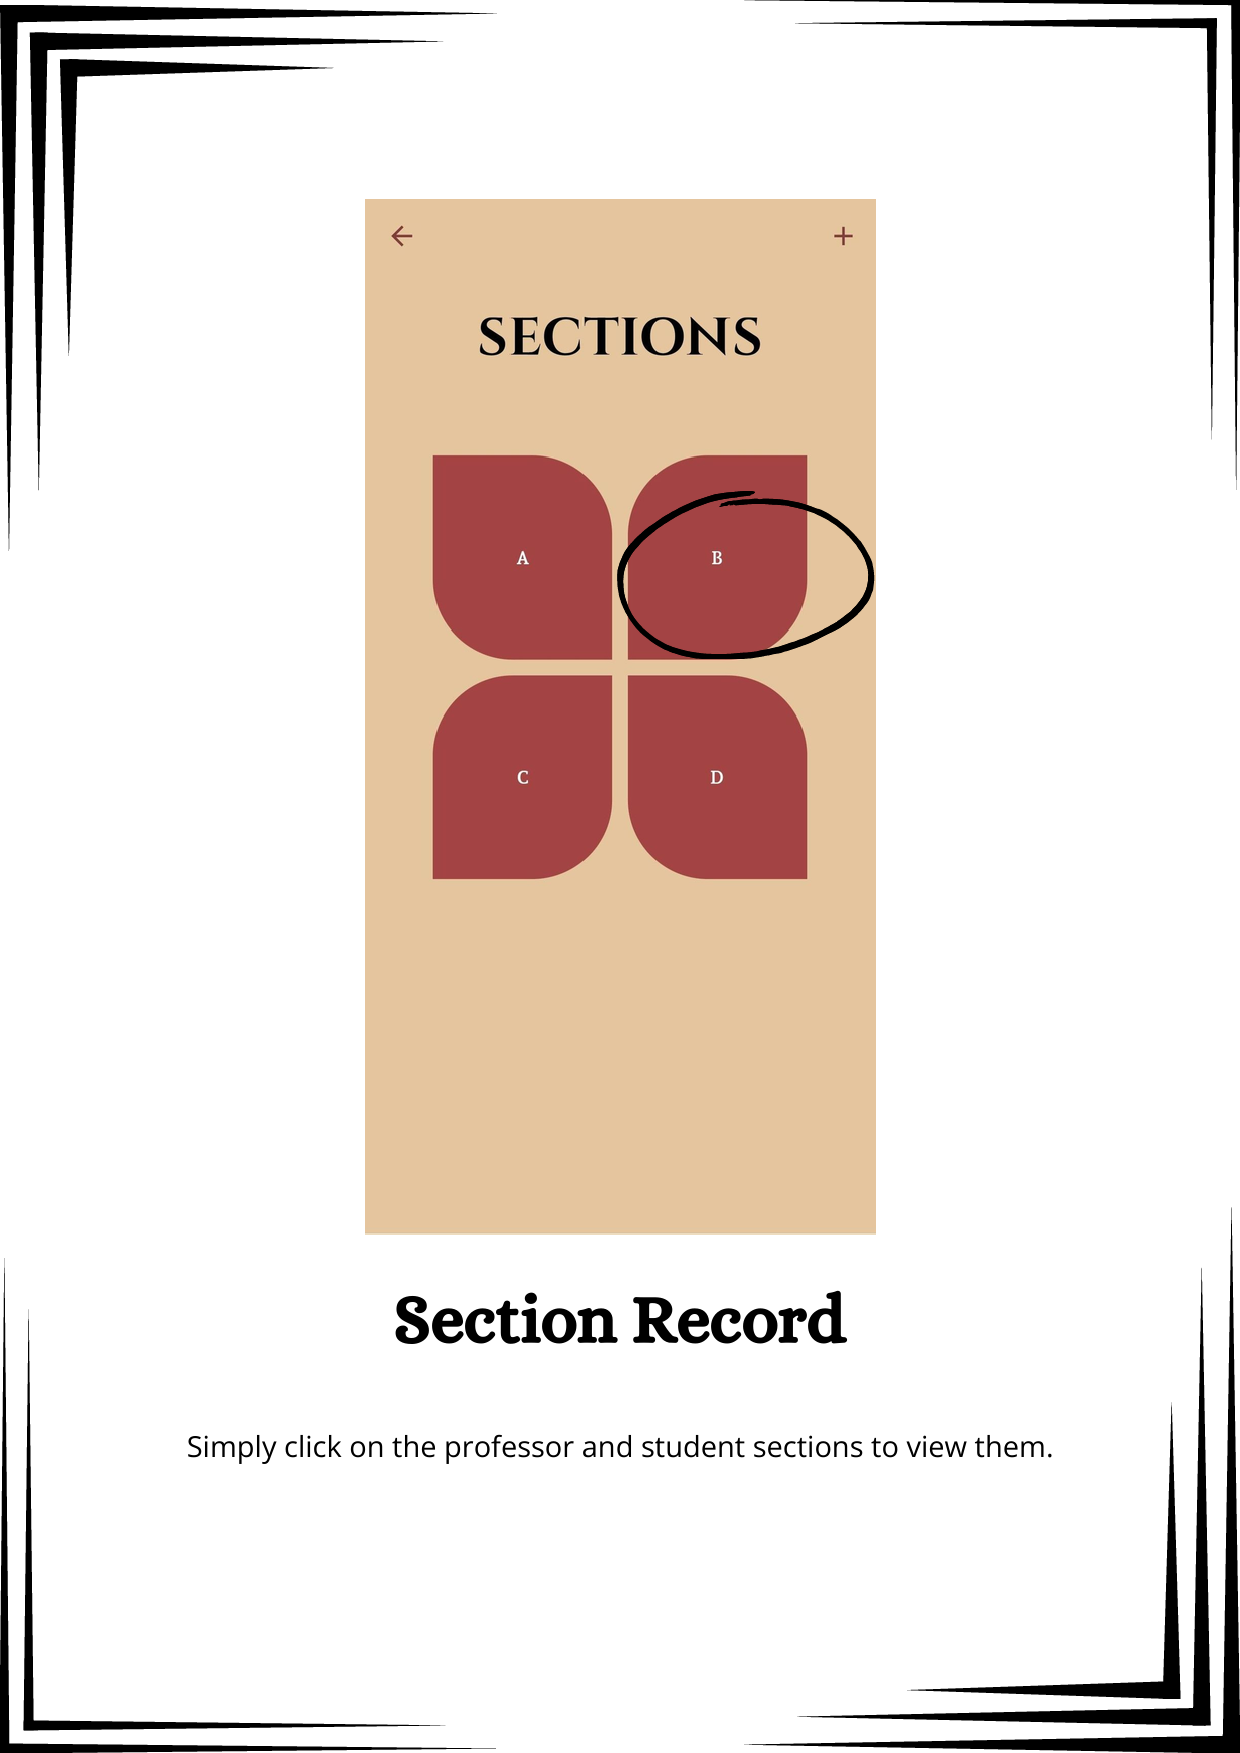 SECTIONS
A B
C D
Section Record
Simply click on the professor and student sections to view them.